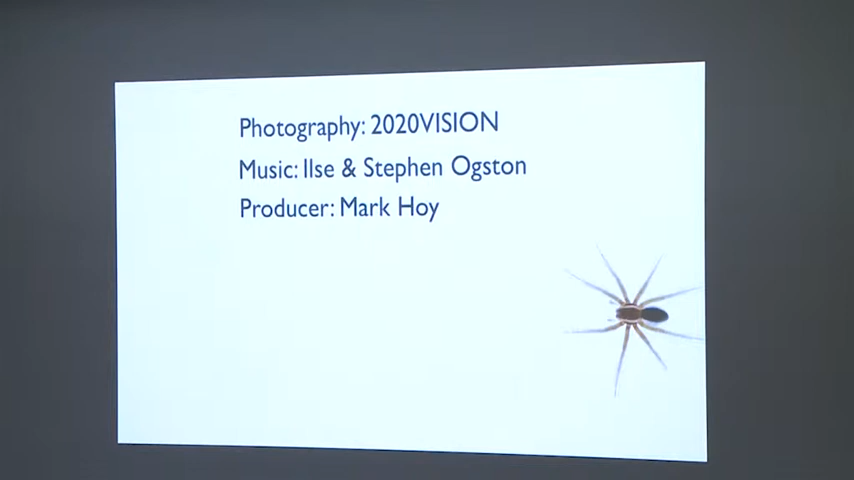 Photography: 2020VISION
Music: Ilse & Stephen Ogston
Producer: Mark Hoy